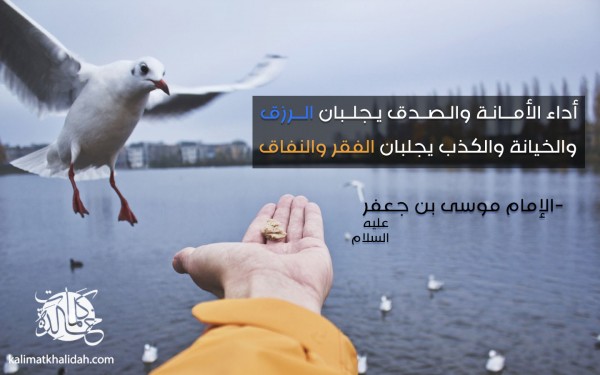 أداء الأمانة والصدق يجلبان الرزق
والخيانة والكذب يجلبان الفقر والنفاق
-الإمام موسى بن جعفر
عليه
السلام
كلمات خالدة
kalimatkhalidah.com